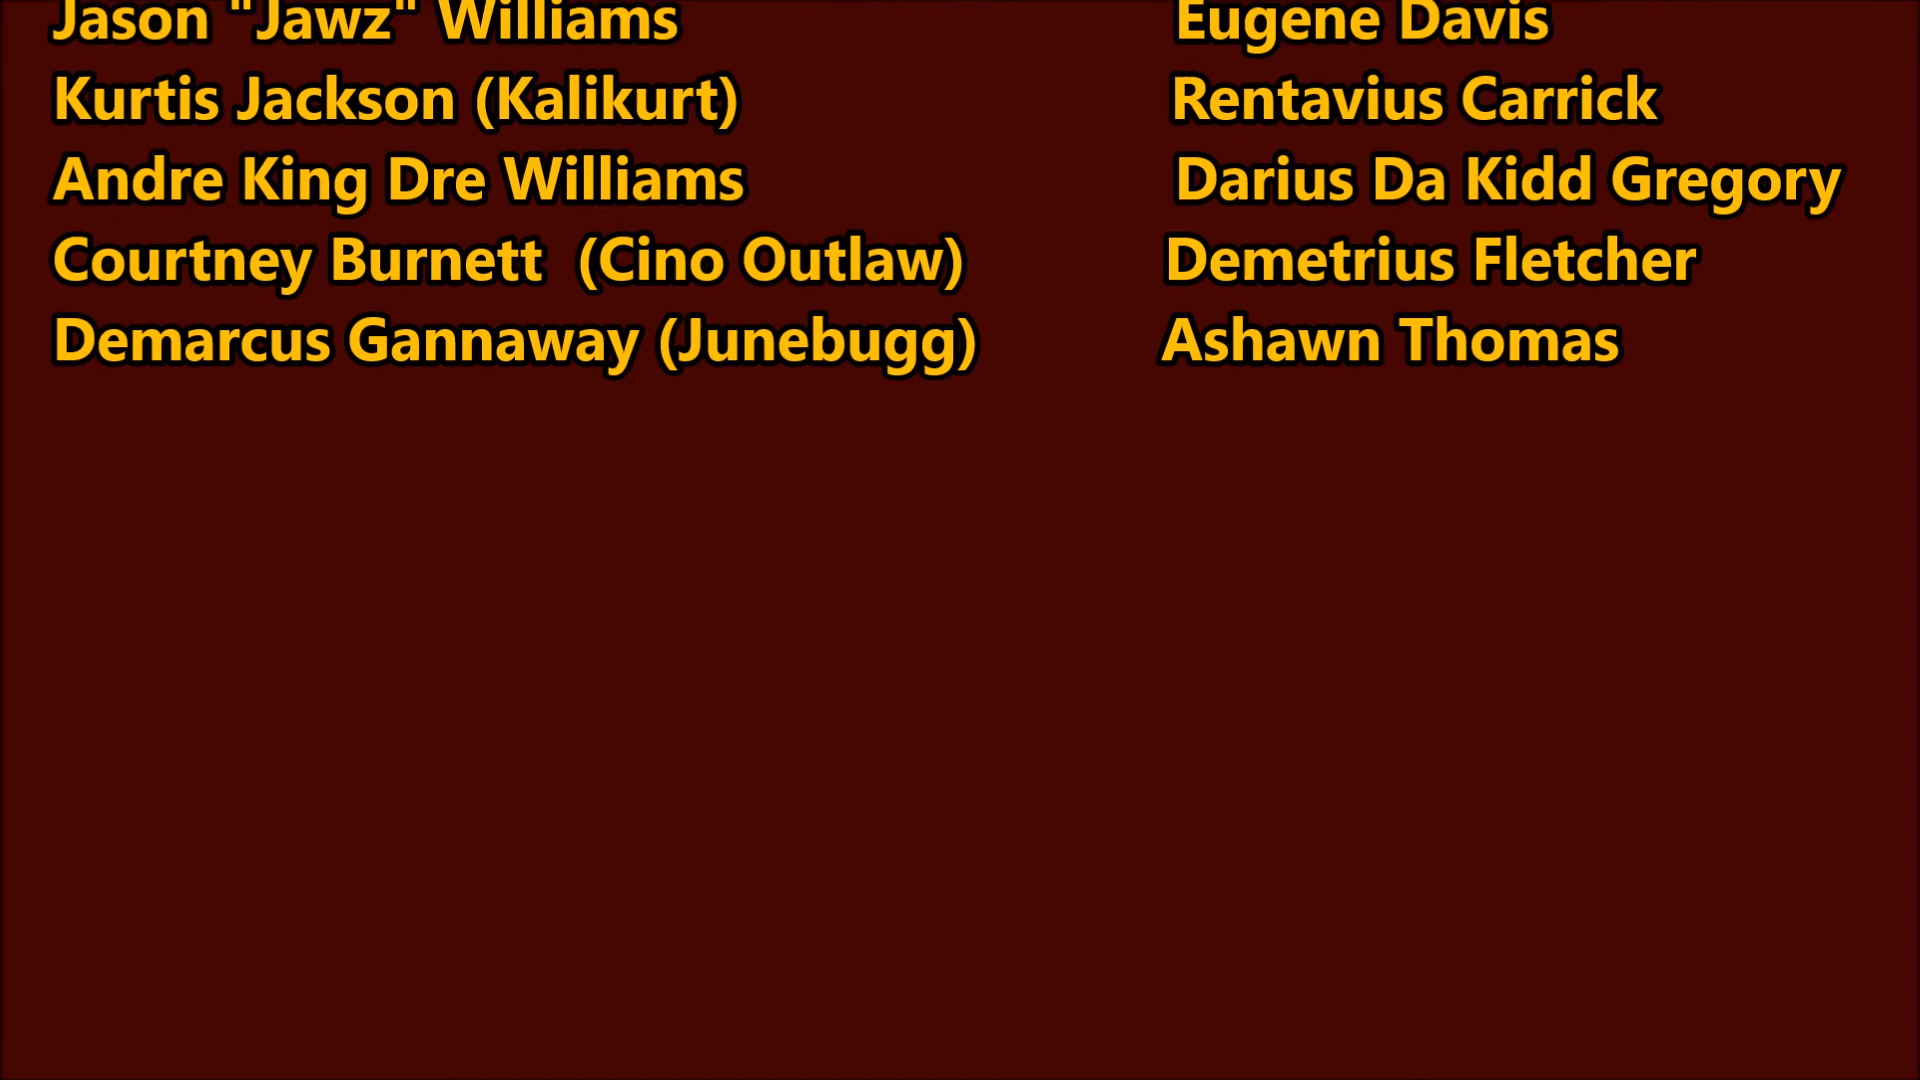 Jason "Jawz" Williams Eugene Davis
Kurtis Jackson (Kalikurt) Rentavius Carrick
Andre King Dre Williams Darius Da Kidd Gregory
Courtney Burnett (Cino Outlaw) Demetrius Fletcher
Demarcus Gannaway (Junebugg) Ashawn Thomas